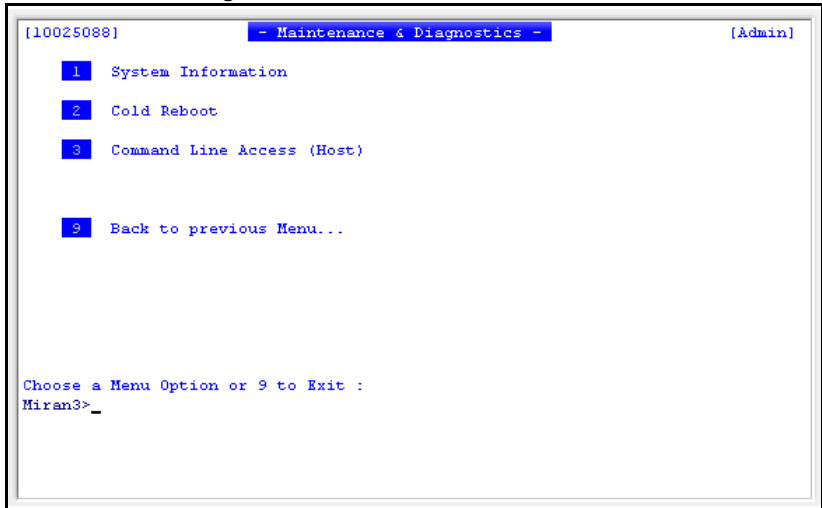 [10025088] - Maintenance & Diagnostics - [Admin]
1 System Information
2 Cold Reboot
3 Command Line Access (Host)
9 Back to previous Menu...
Choose a Menu Option or 9 to Exit :
Miran3>_